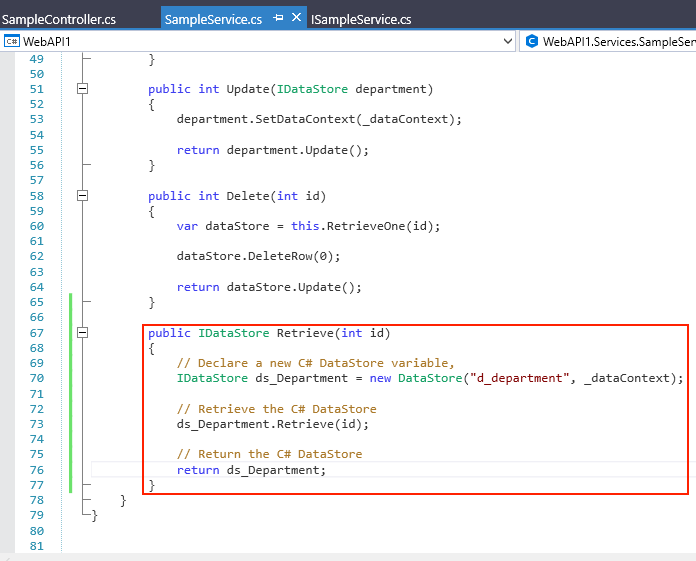 SampleController.cs SampleService.cs ISampleService.cs
C# WebAPI1 WebAPI1.Services.SampleSer
49 }
50
51 public int Update(IDataStore department)
52 {
53 department.SetDataContext(_dataContext);
54
55 return department.Update();
56 }
57
58 public int Delete(int id)
59 {
60 var dataStore = this.RetrieveOne(id);
61
62 dataStore.DeleteRow(0);
63
64 return dataStore.Update();
65 }
66
67 public IDataStore Retrieve(int id)
68 {
69 // Declare a new C# DataStore variable,
70 IDataStore ds_Department = new DataStore("d_department", _dataContext);
71
72 // Retrieve the C# DataStore
73 ds_Department.Retrieve(id);
74
75 // Return the C# DataStore
76 return ds_Department;
77 }
78 }
79 }
80
81